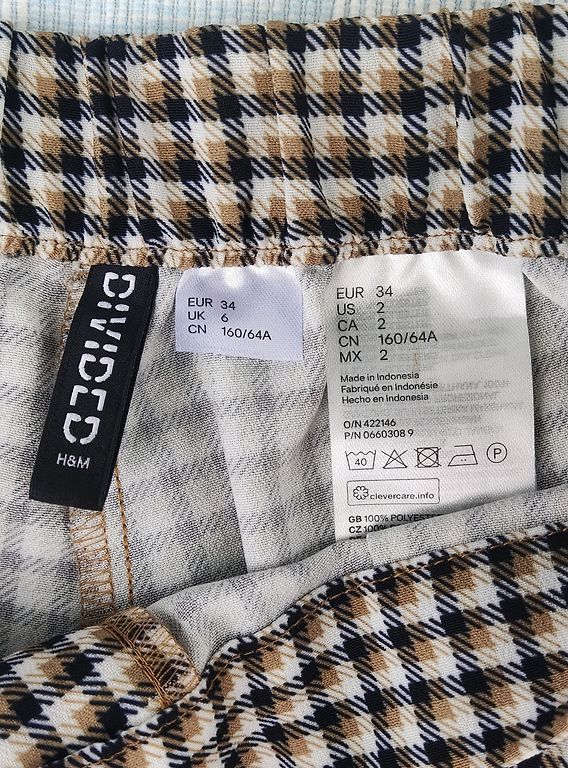 DIVIDED
H&M
EUR 34
UK 6
CN 160/64A
EUR 34
US 2
CA 2
CN 160/64A
MX 2
Made in Indonesia
Fabriqué en Indonésie
Hecho en Indonesia
O/N 422146
P/N 0660308 9
40
P
clevercare.info
GB 100% POLYESTER
CZ 100%